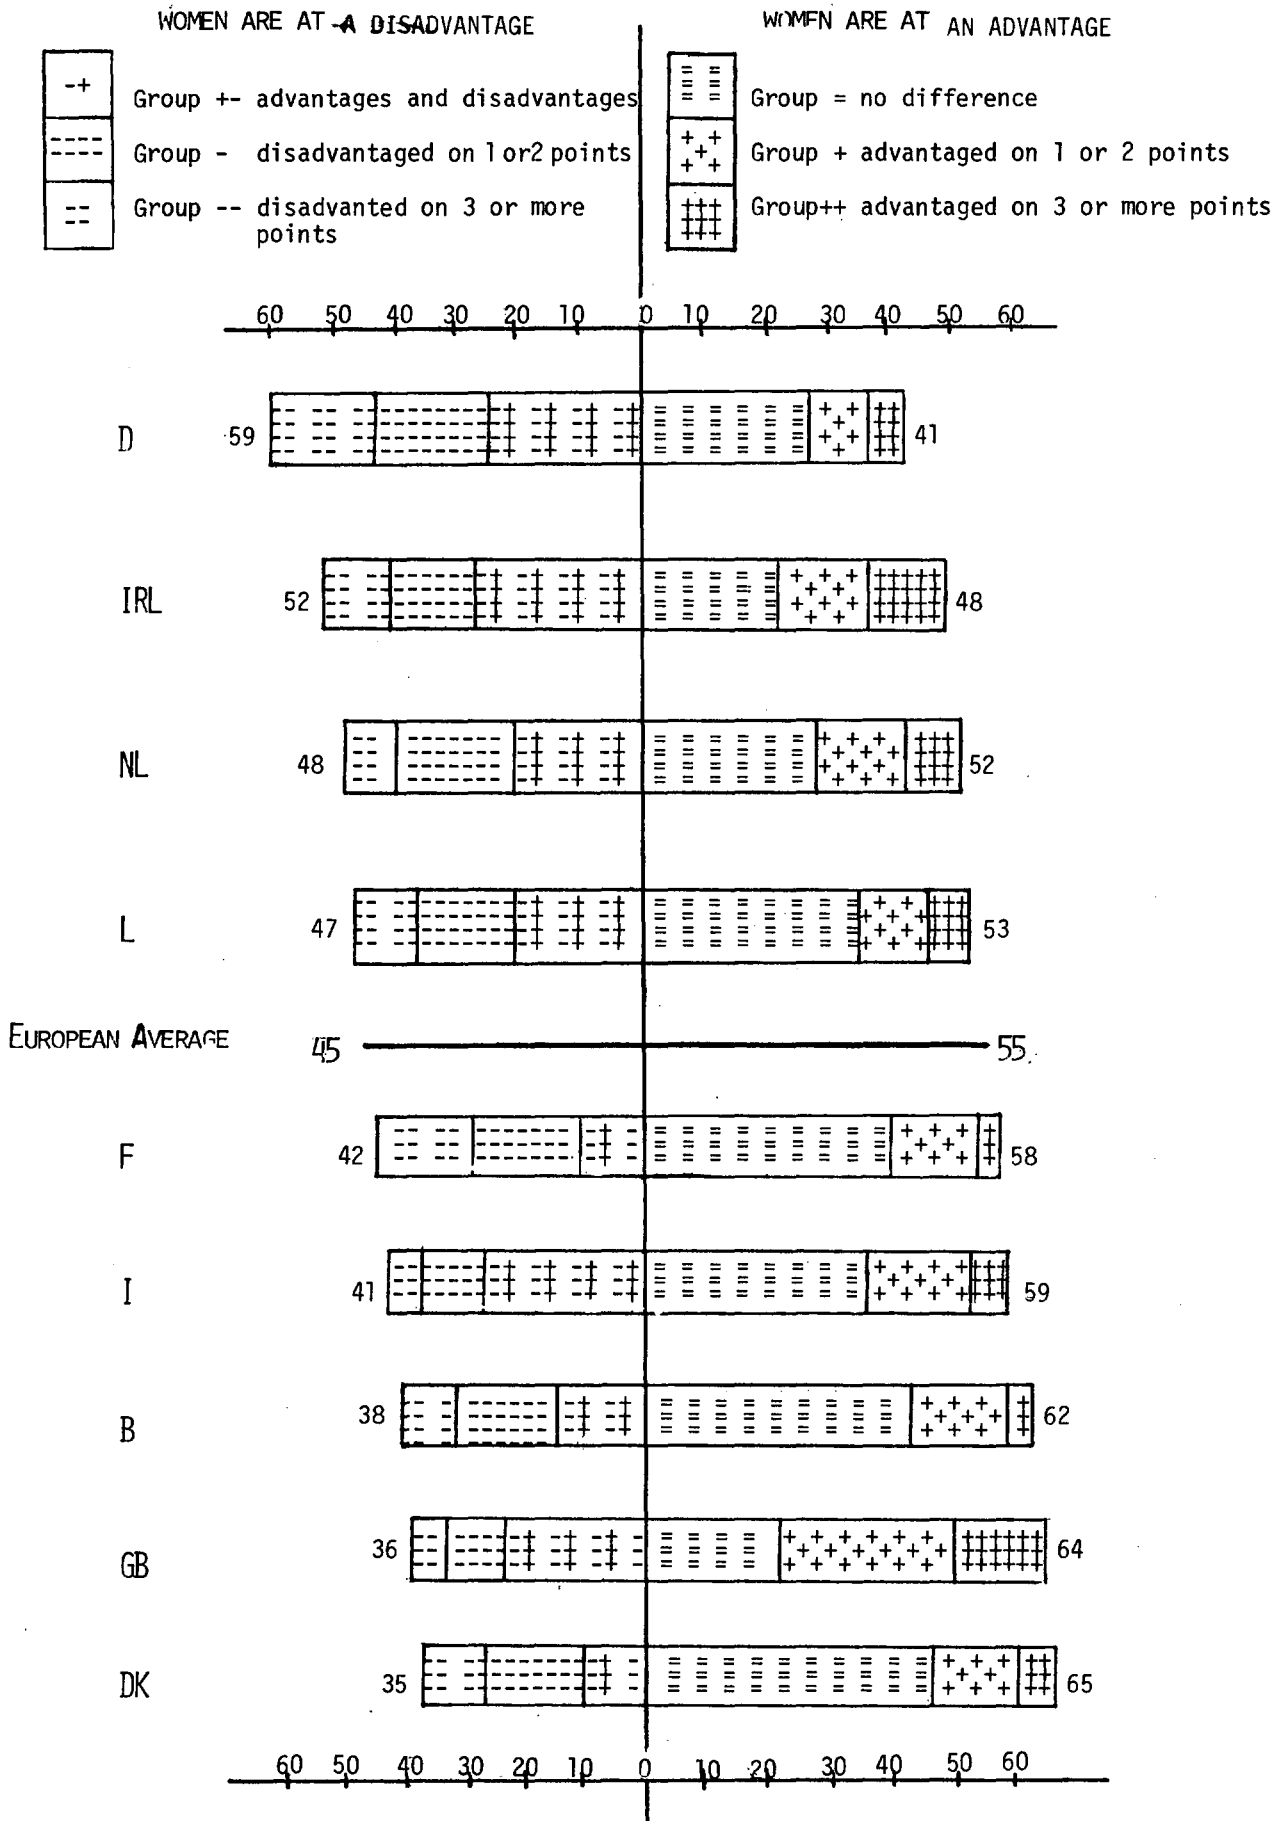 WOMEN ARE AT A DISADVANTAGE
WOMEN ARE AT AN ADVANTAGE
-+ Group +- advantages and disadvantages
Group - disadvantaged on 1 or2 points
-- Group -- disadvanted on 3 or more
points
Group = no difference
Group + advantaged on 1 or 2 points
Group++ advantaged on 3 or more points
60 50 40 30 20 10 0 10 20 30 40 50 60
D 59 41
IRL 52 48
NL 48 52
L 47 53
EUROPEAN AVERAGE 45 55
F 42 58
I 41 59
B 38 62
GB 36 64
DK 35 65
60 50 40 30 20 10 0 10 20 30 40 50 60